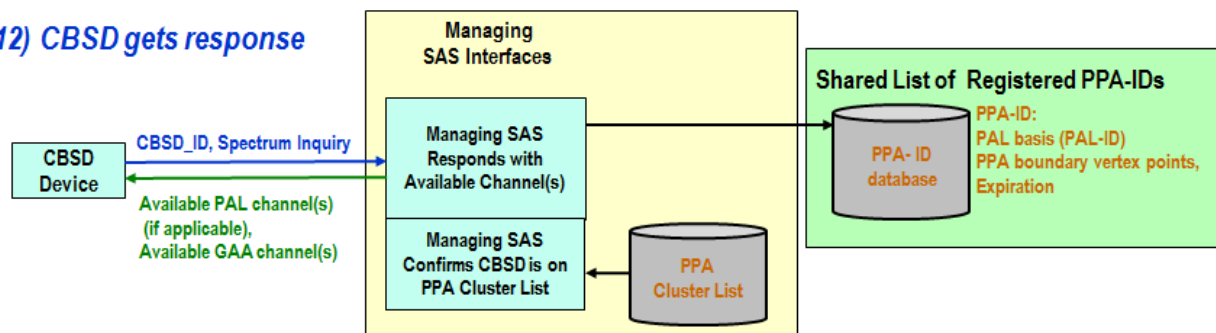 12) CBSD gets response
Managing
SAS Interfaces
Shared List of Registered PPA-IDs
CBSD
Device
CBSD_ID, Spectrum Inquiry
Available PAL channel(s)
(if applicable),
Available GAA channel(s)
Managing SAS
Responds with
Available Channel(s)
Managing SAS
Confirms CBSD is on
PPA Cluster List
PPA
Cluster List
PPA- ID
database
PPA-ID:
PAL basis (PAL-ID)
PPA boundary vertex points,
Expiration